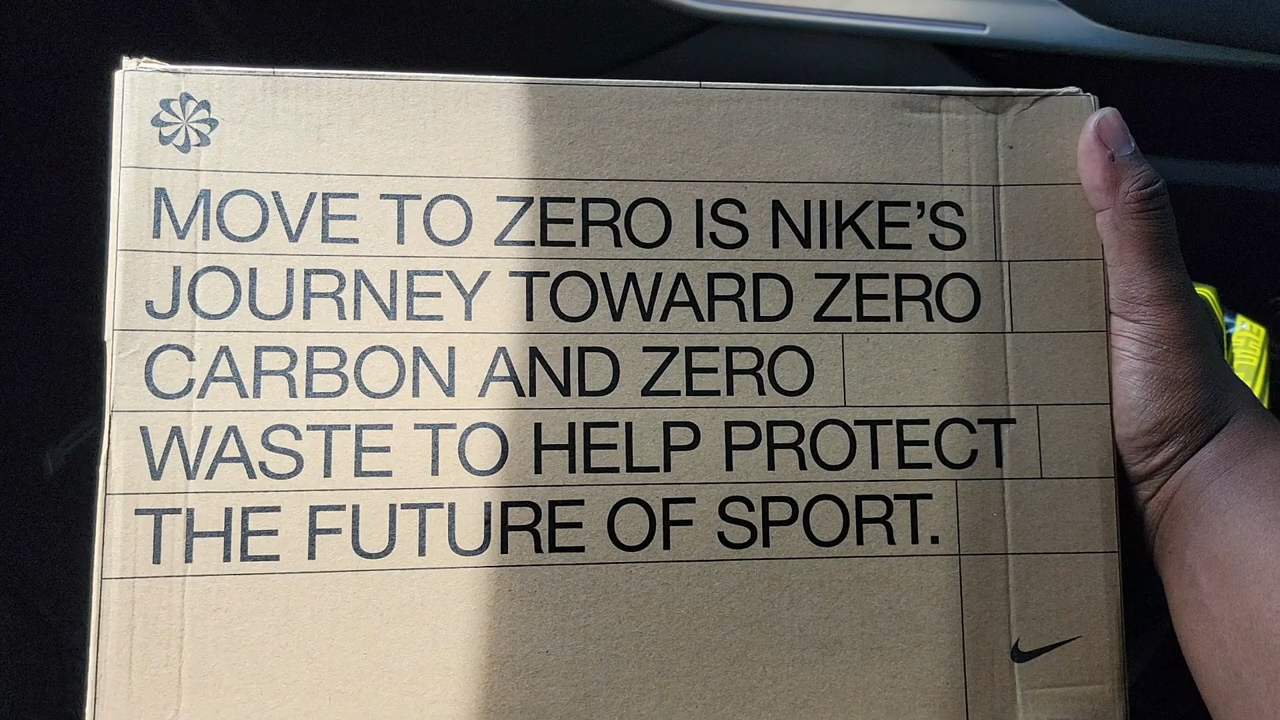 MOVE TO ZERO IS NIKE'S
JOURNEY TOWARD ZERO
CARBON AND ZERO
WASTE TO HELP PROTECT
THE FUTURE OF SPORT.